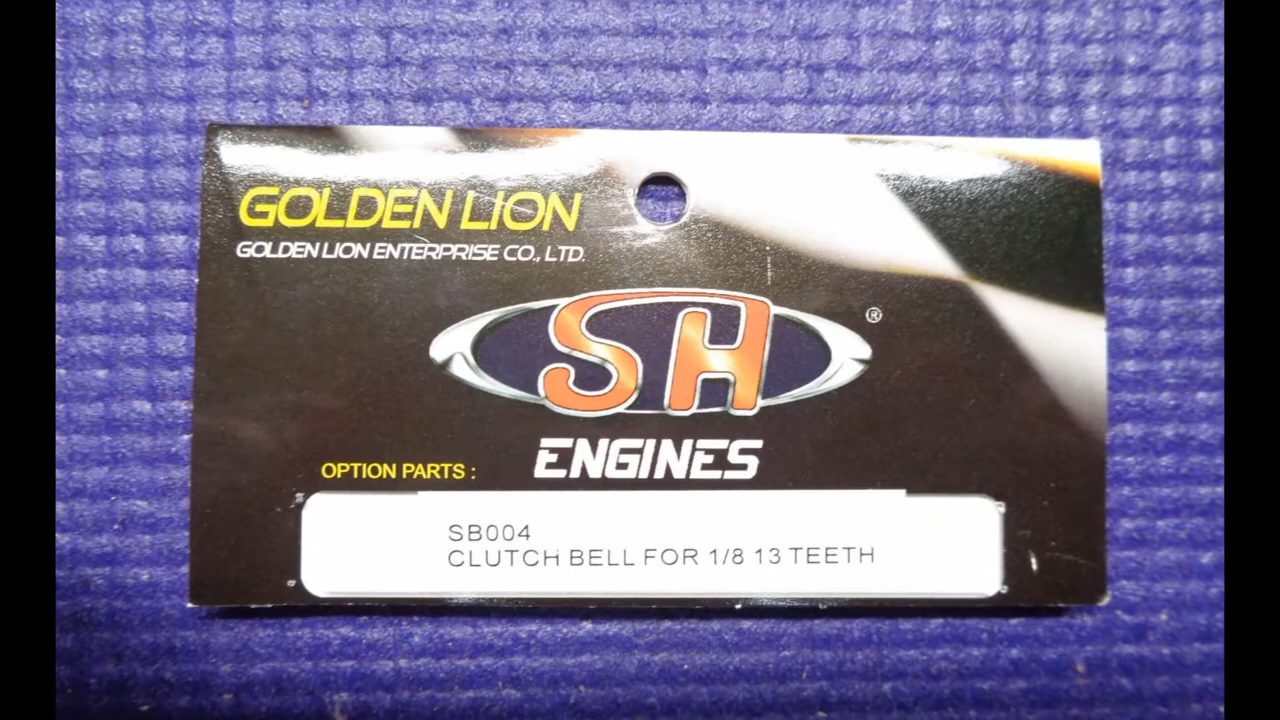 GOLDEN LION
GOLDEN LION ENTERPRISE CO., LTD.
SH ®
ENGINES
OPTION PARTS :
SB004
CLUTCH BELL FOR 1/8 13 TEETH